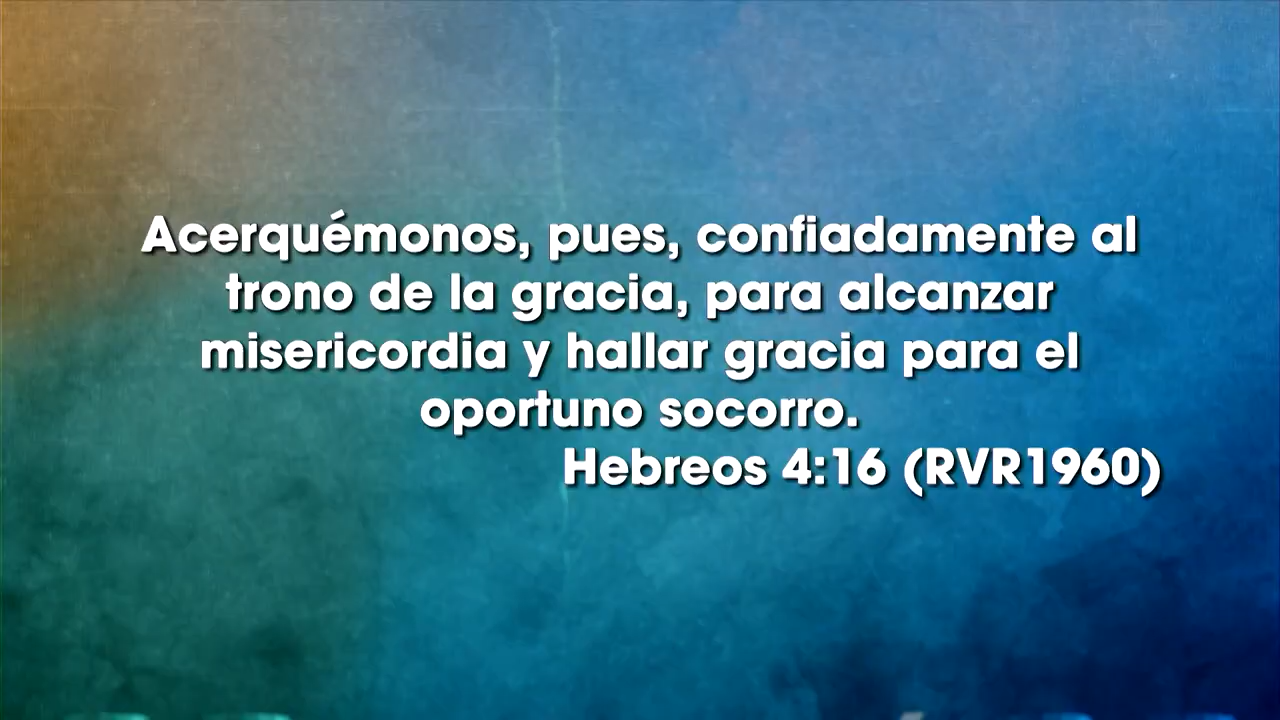 Acerquémonos, pues, confiadamente al
trono de la gracia, para alcanzar
misericordia y hallar gracia para el
oportuno socorro.
Hebreos 4:16 (RVR1960)